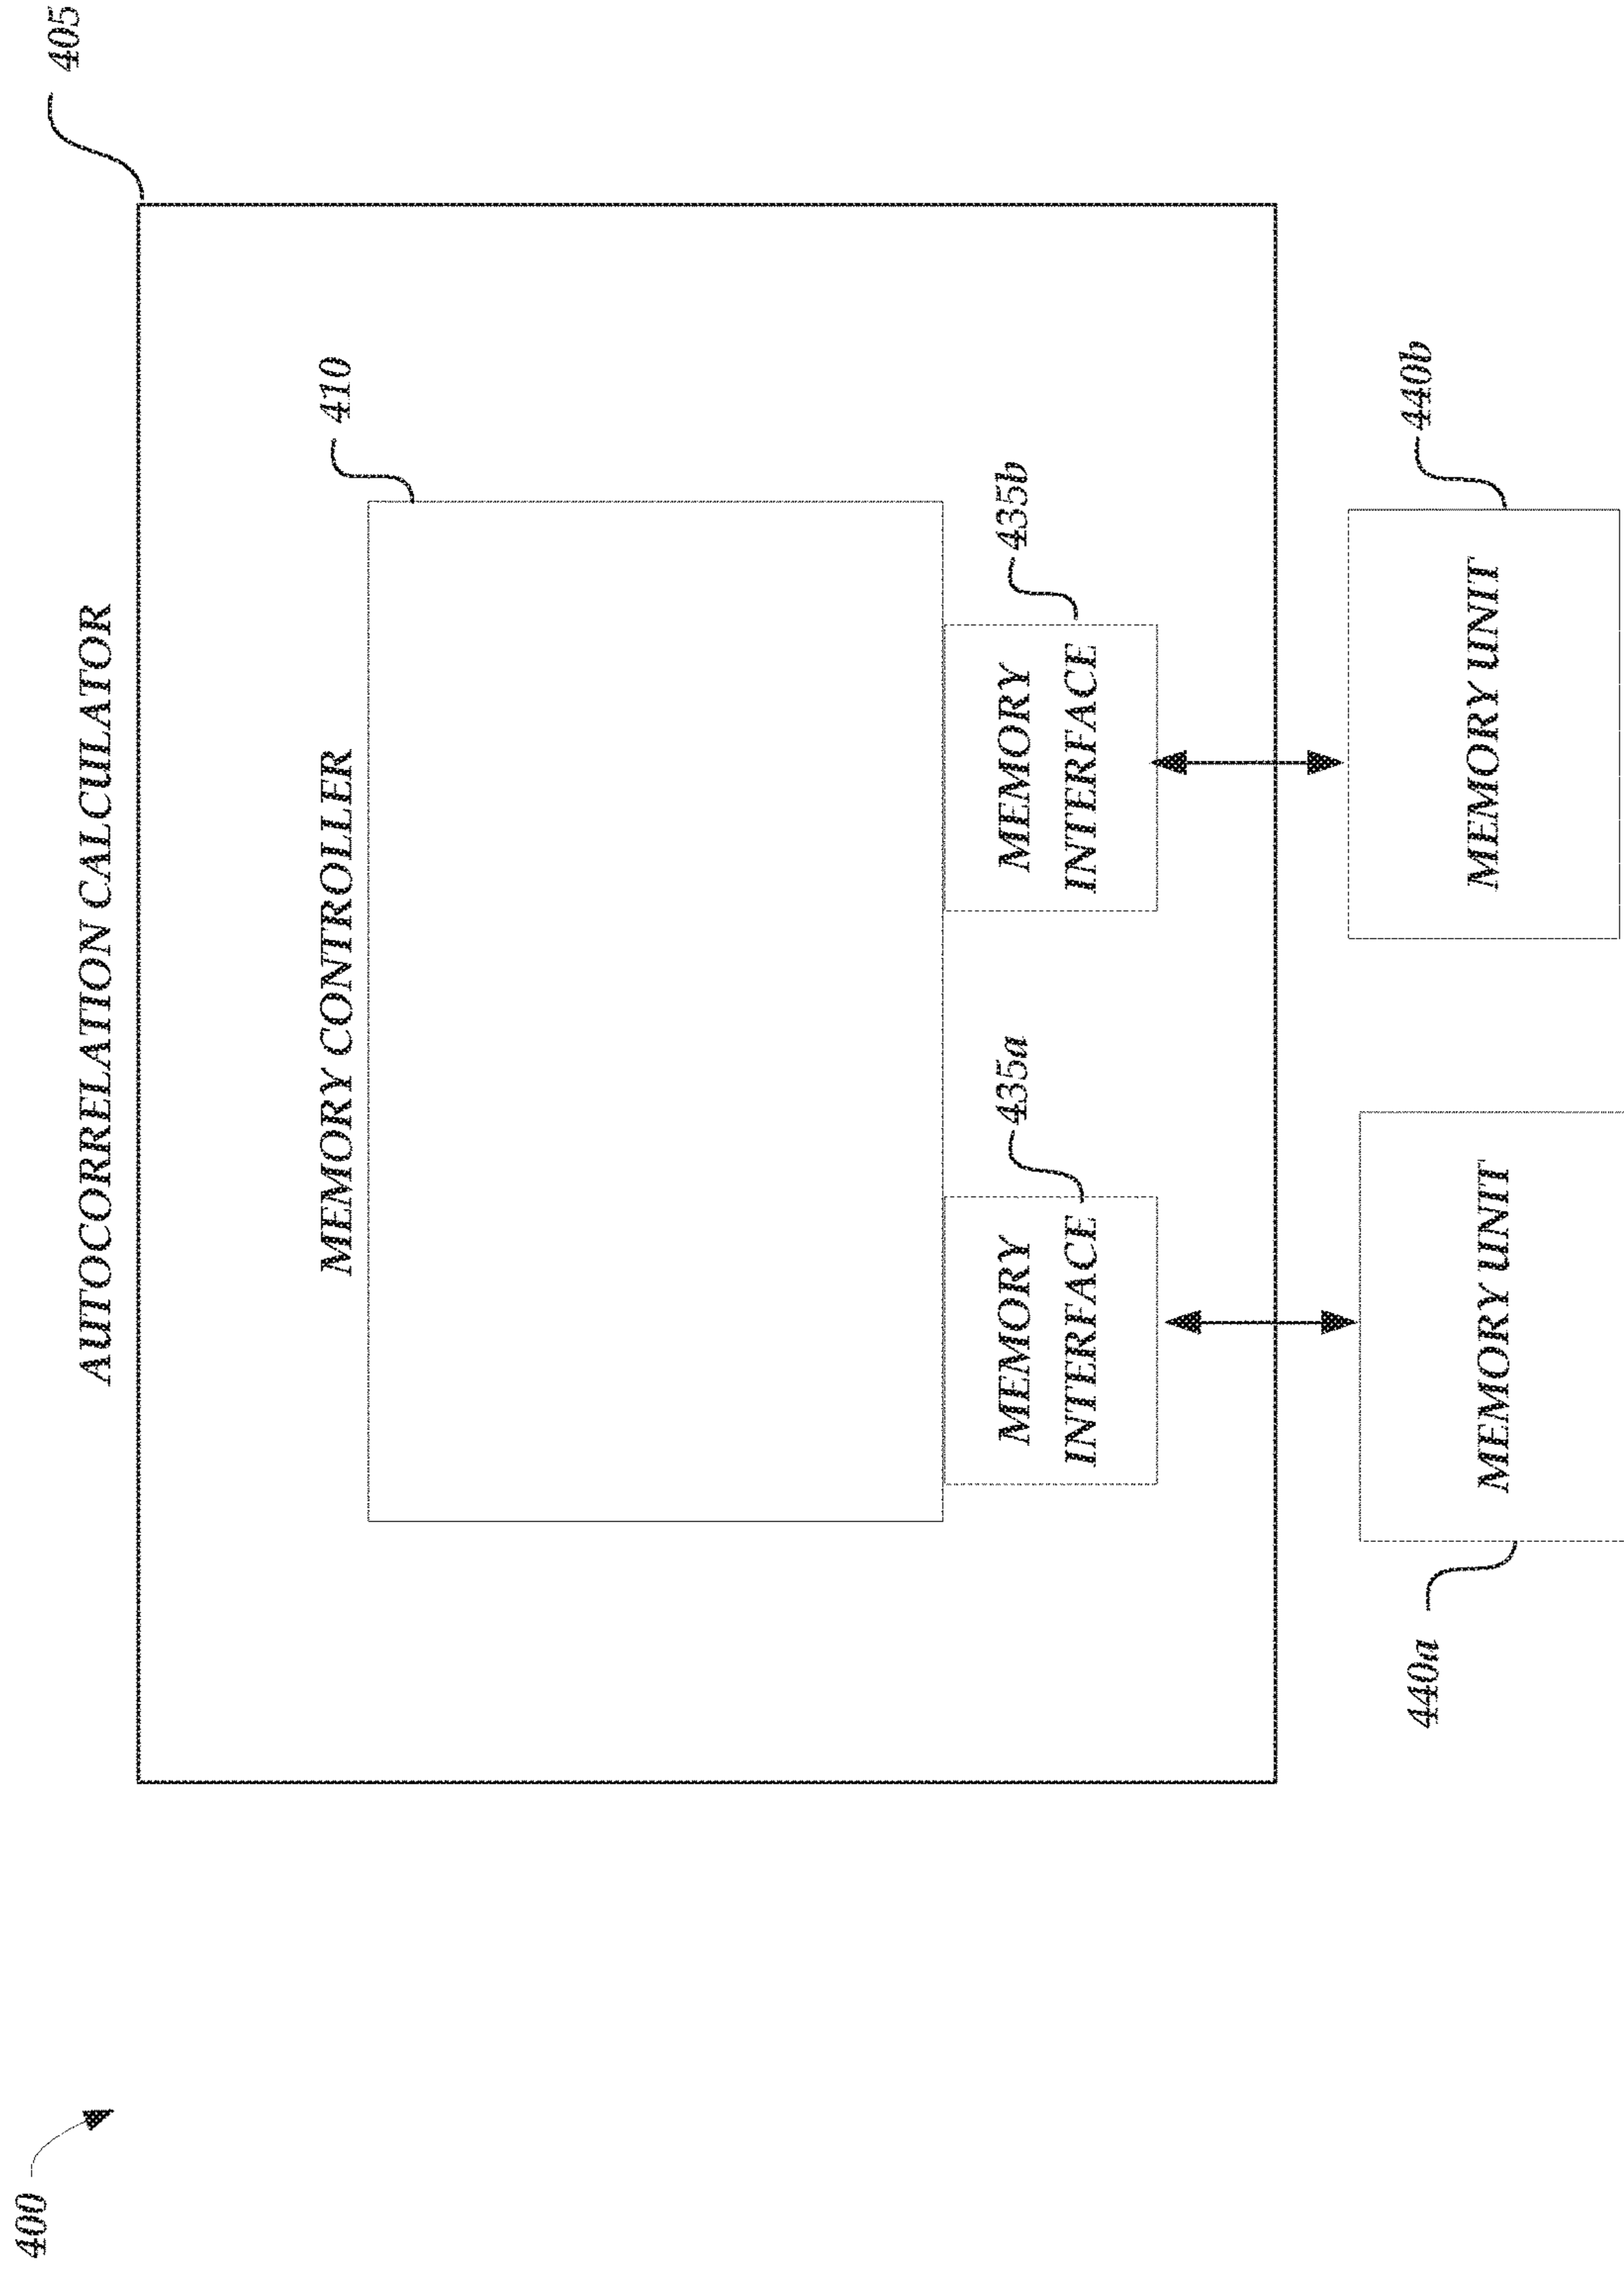 400
405
AUTOCORRELATION CALCULATOR
410
MEMORY CONTROLLER
435a
435b
MEMORY
INTERFACE
MEMORY
INTERFACE
440a
440b
MEMORY UNIT
MEMORY UNIT